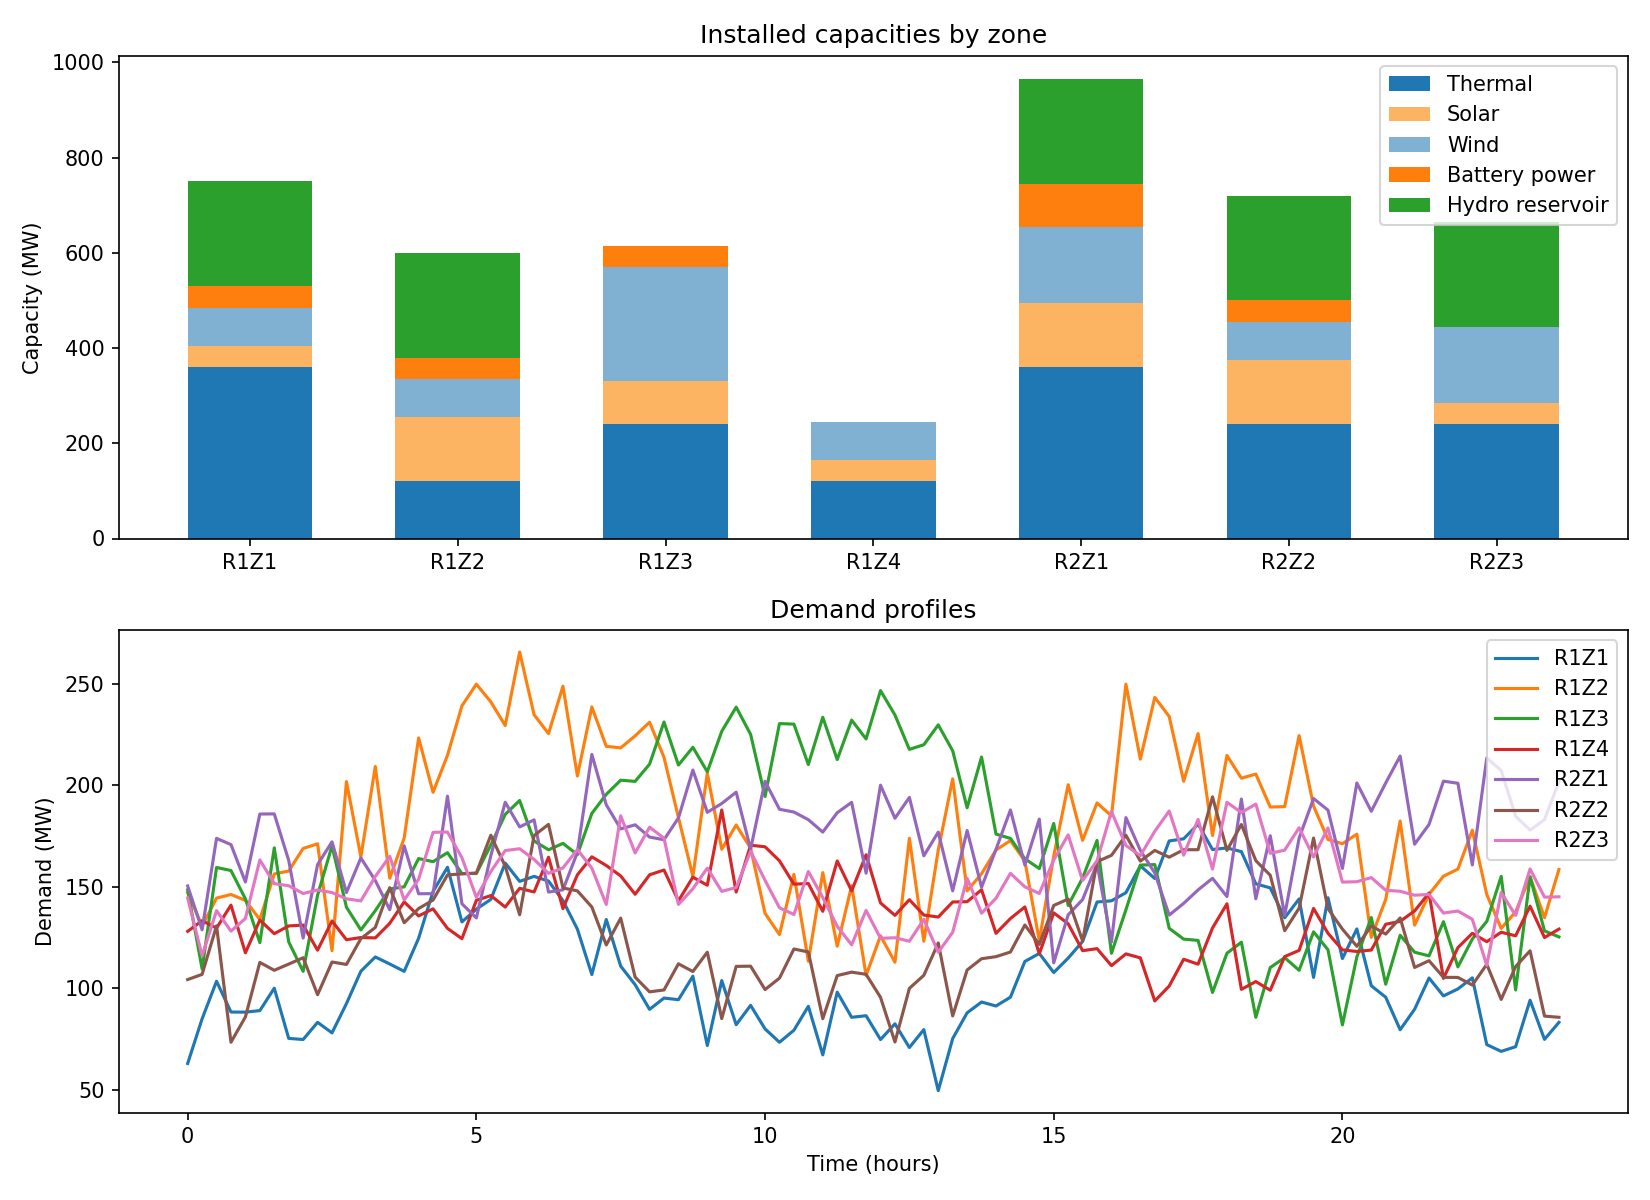 Installed capacities by zone
Capacity (MW)
1000
800
600
400
200
0
Thermal
Solar
Wind
Battery power
Hydro reservoir
R1Z1 R1Z2 R1Z3 R1Z4 R2Z1 R2Z2 R2Z3
Demand profiles
Demand (MW)
250
200
150
100
50
R1Z1
R1Z2
R1Z3
R1Z4
R2Z1
R2Z2
R2Z3
0 5 10 15 20
Time (hours)